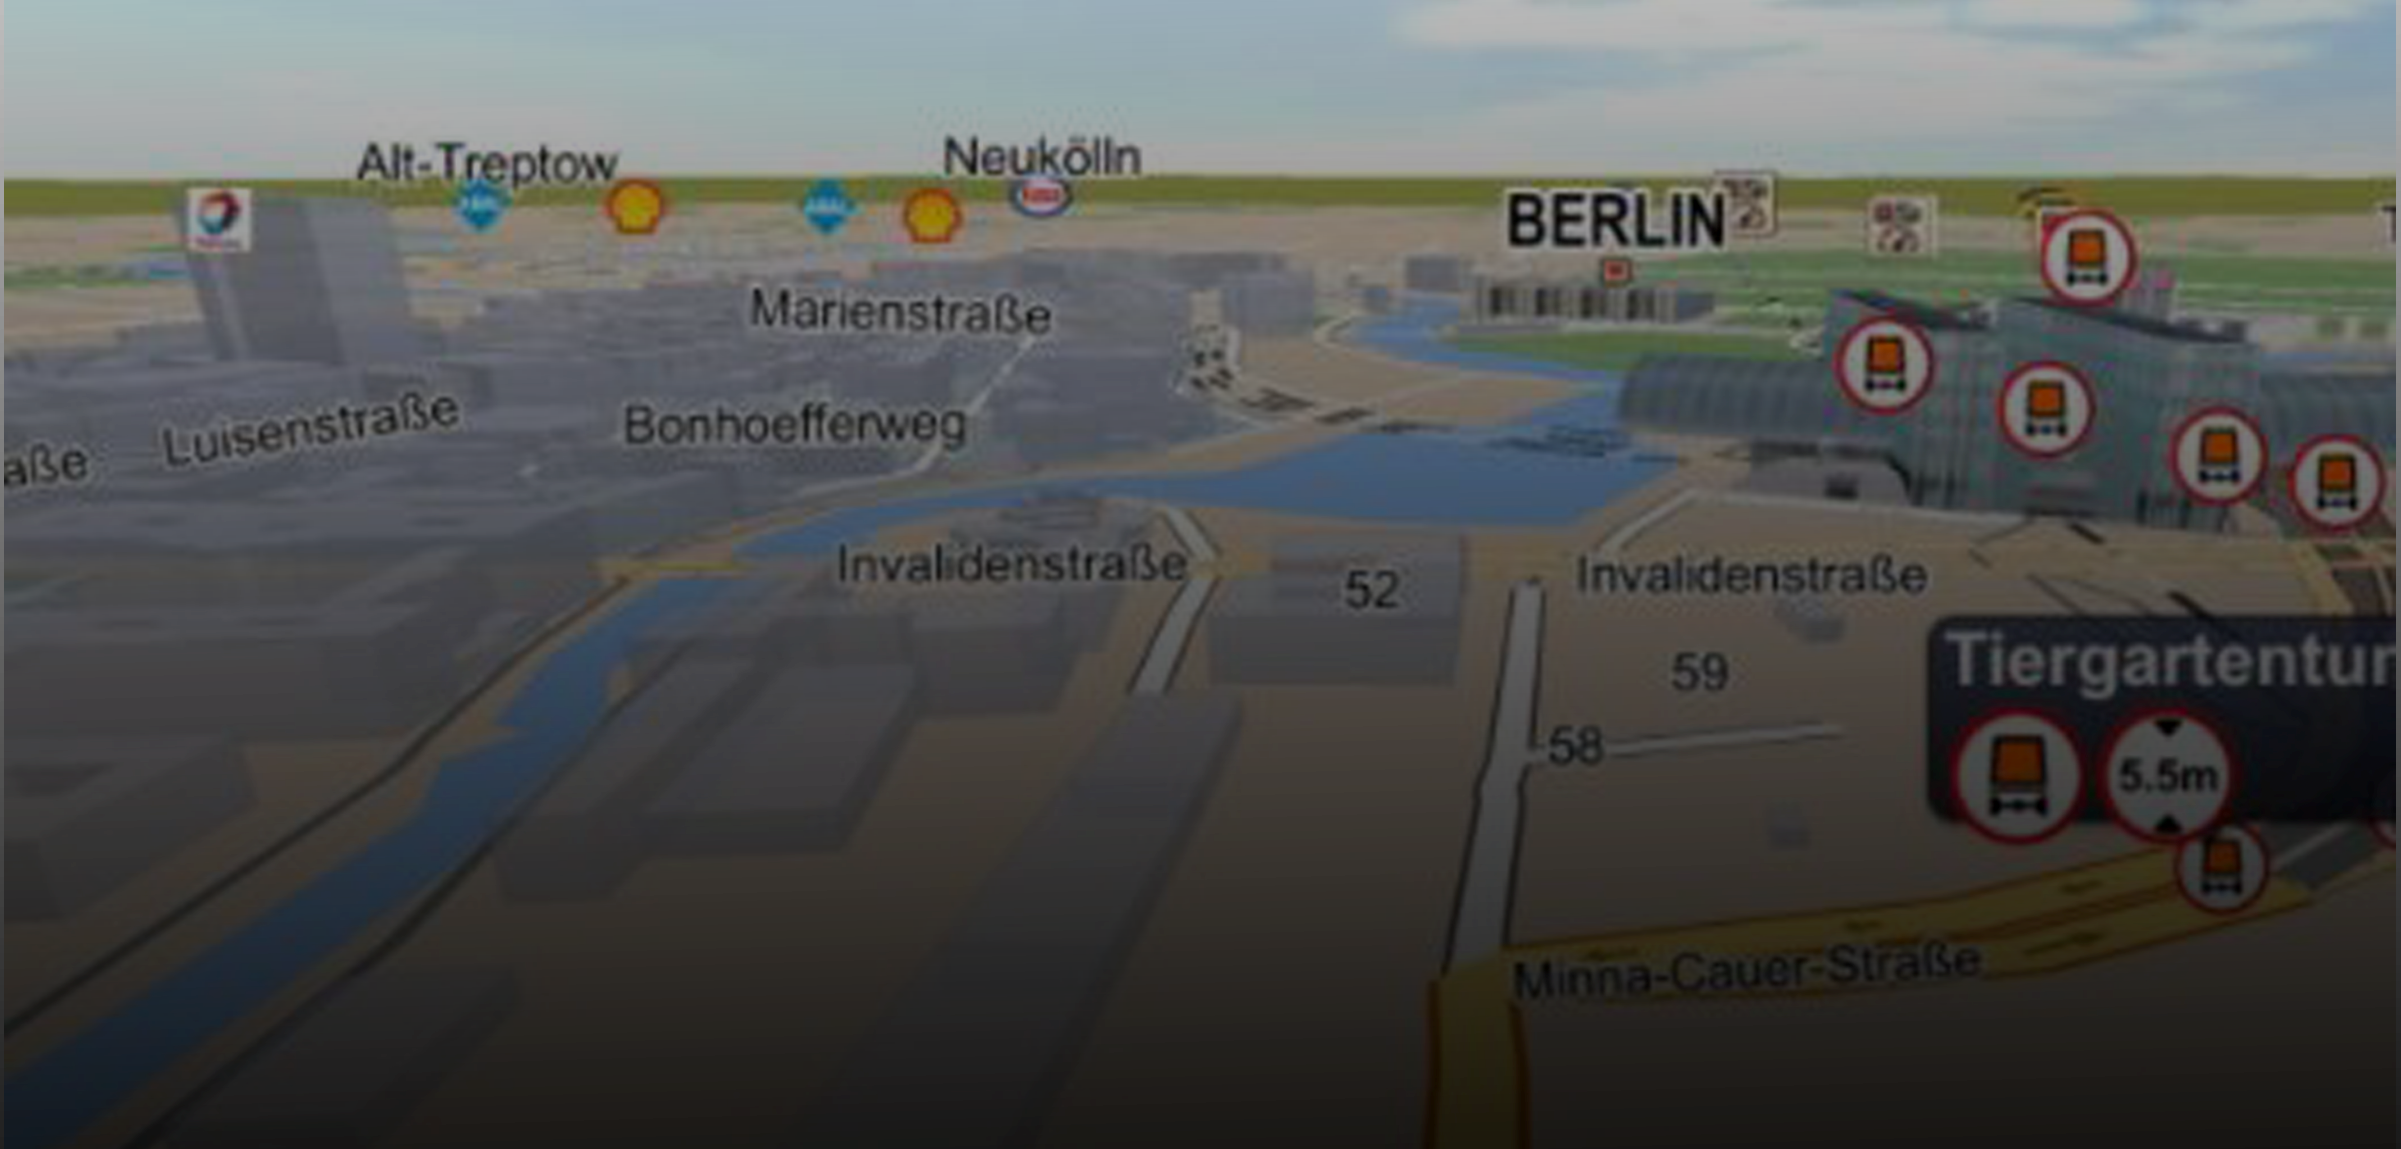 Alt-Treptow
Neukölln
BERLIN
Marienstraße
Luisenstraße
Bonhoefferweg
aße
Invalidenstraße
52
Invalidenstraße
59
Tiergartentun
58
5.5m
Minna-Cauer-Straße